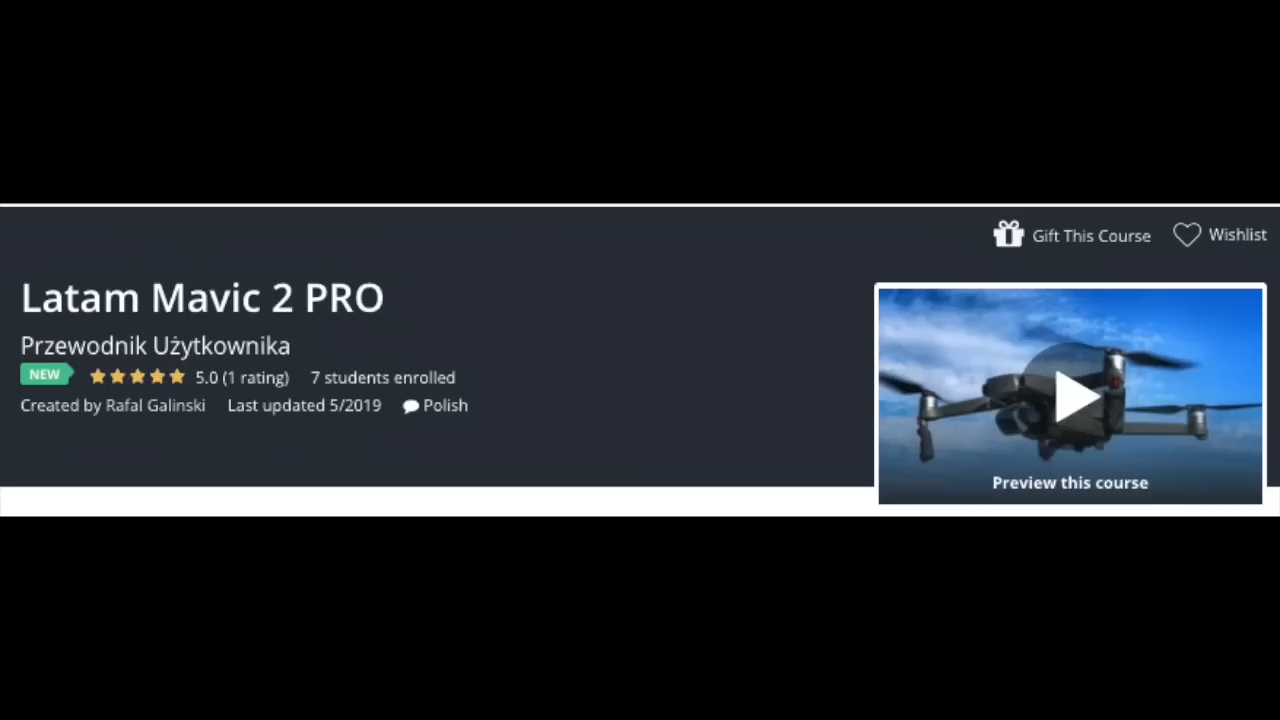 Gift This Course Wishlist
Latam Mavic 2 PRO
Przewodnik Użytkownika
NEW 5.0 (1 rating) 7 students enrolled
Created by Rafal Galinski Last updated 5/2019 Polish
Preview this course